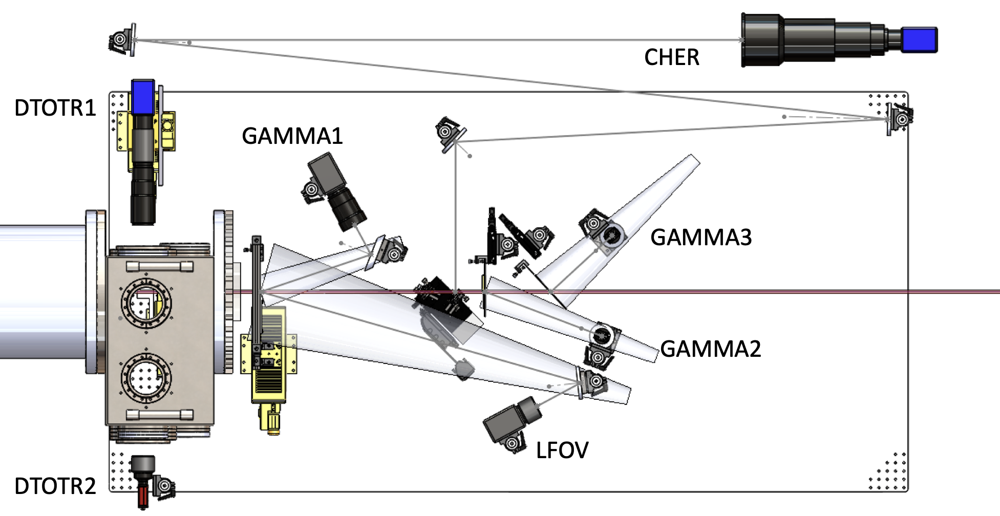 CHER
DTOTR1
GAMMA1
GAMMA3
GAMMA2
LFOV
DTOTR2